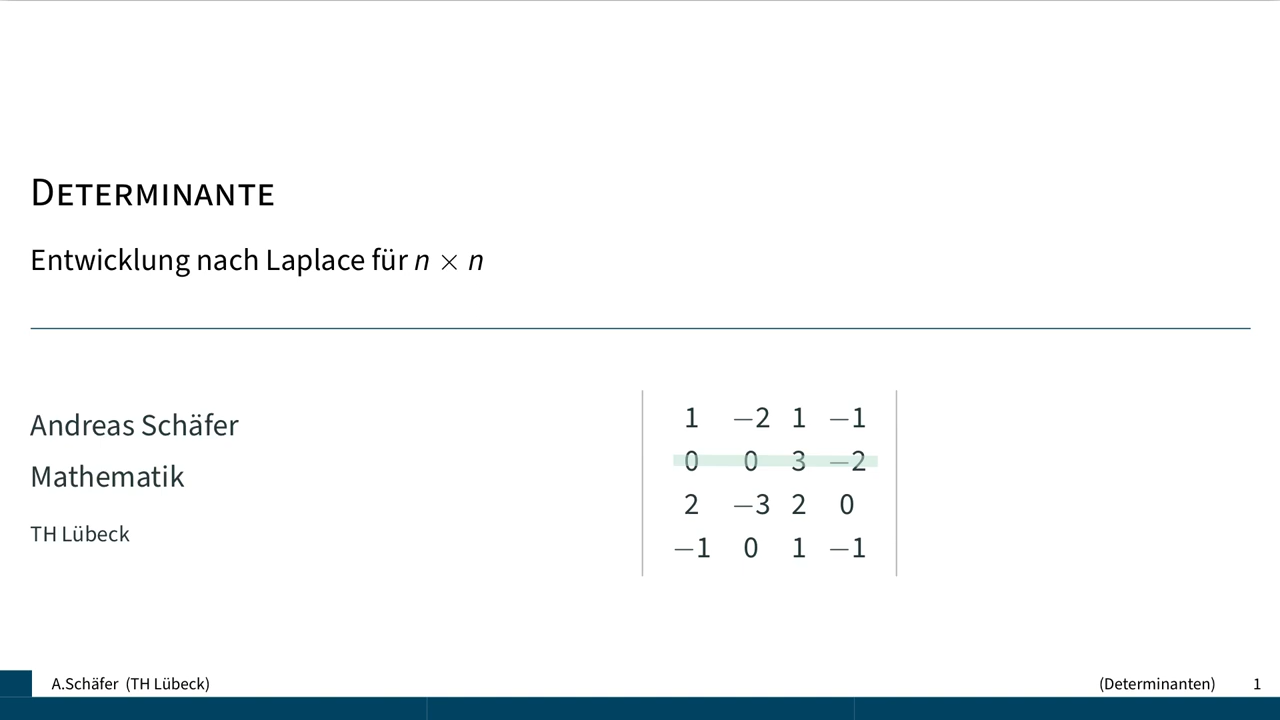 DETERMINANTE
Entwicklung nach Laplace für n × n
Andreas Schäfer
Mathematik
TH Lübeck
1 −2 1 −1
0 0 3 −2
2 −3 2 0
−1 0 1 −1
A.Schäfer (TH Lübeck) (Determinanten) 1